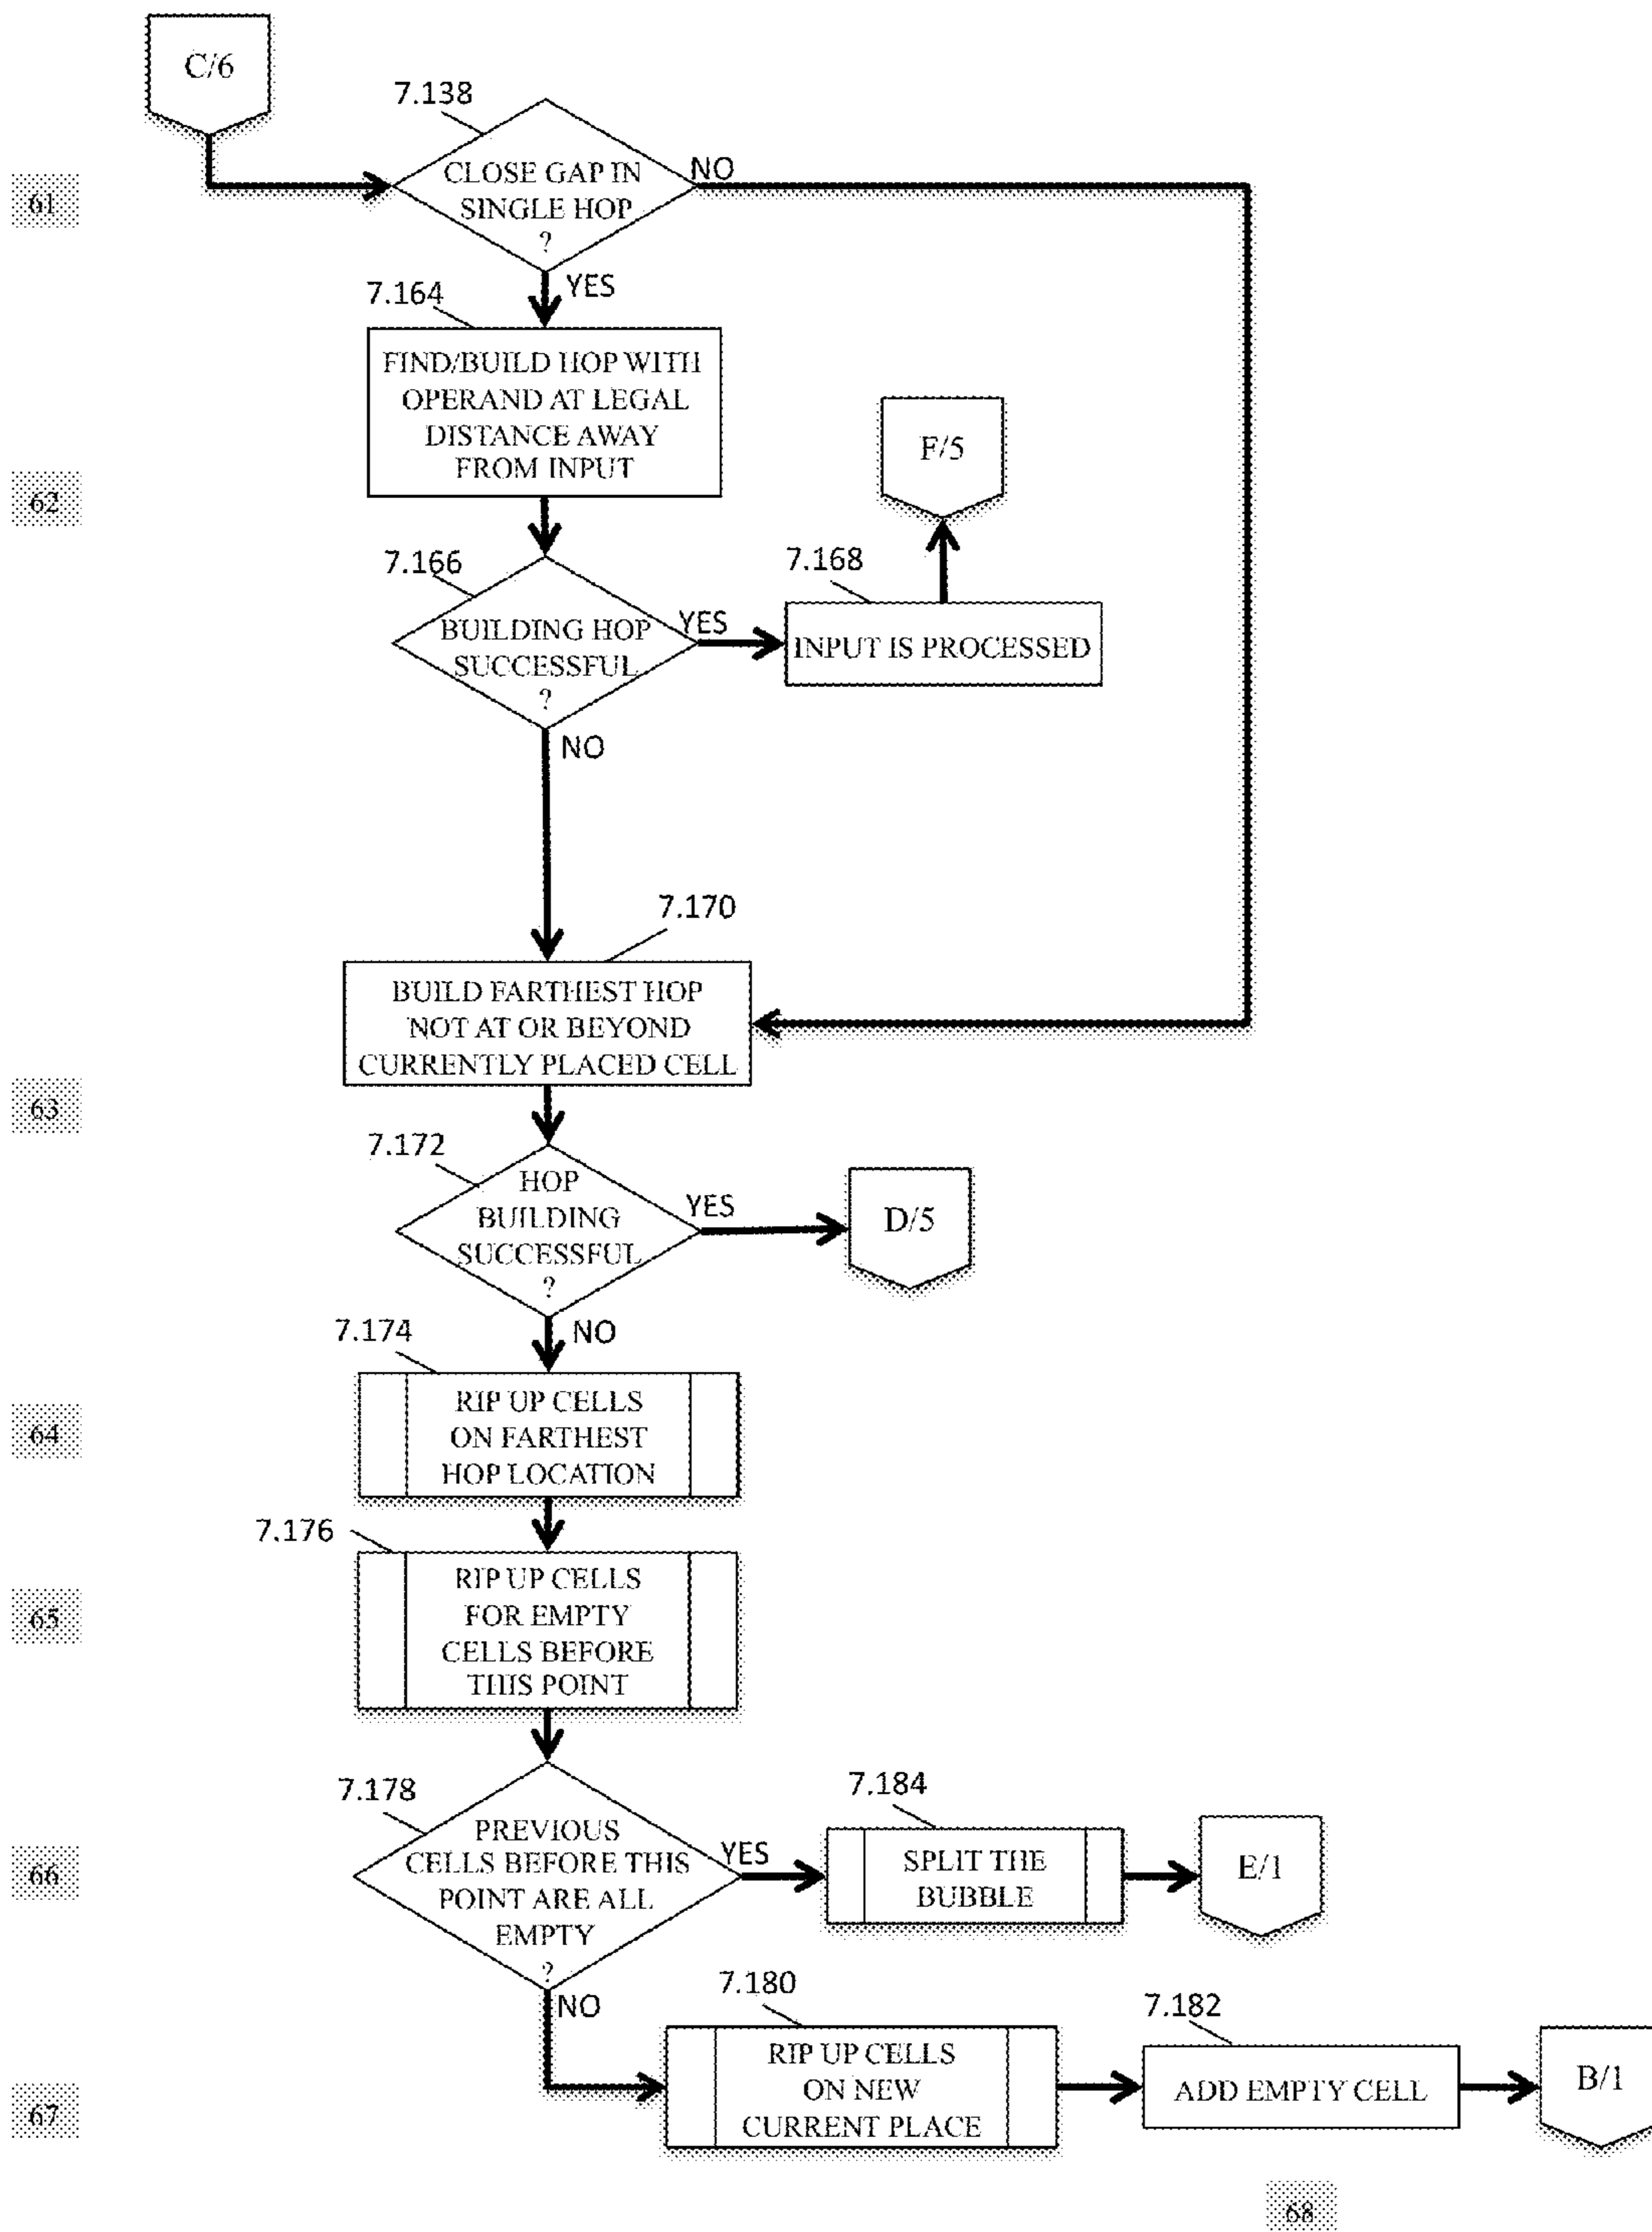 C/6
7.138
CLOSE GAP IN
SINGLE HOP
?
NO
61
YES
7.164
FIND/BUILD HOP WITH
OPERAND AT LEGAL
DISTANCE AWAY
FROM INPUT
F/5
62
7.166
BUILDING HOP
SUCCESSFUL
?
YES
7.168
INPUT IS PROCESSED
NO
7.170
BUILD FARTHEST HOP
NOT AT OR BEYOND
CURRENTLY PLACED CELL
63
7.172
HOP
BUILDING
SUCCESSFUL
?
YES
D/5
NO
7.174
RIP UP CELLS
ON FARTHEST
HOP LOCATION
64
7.176
RIP UP CELLS
FOR EMPTY
CELLS BEFORE
THIS POINT
65
7.178
PREVIOUS
CELLS BEFORE THIS
POINT ARE ALL
EMPTY
?
YES
7.184
SPLIT THE
BUBBLE
E/1
66
NO
7.180
RIP UP CELLS
ON NEW
CURRENT PLACE
7.182
ADD EMPTY CELL
B/1
67
68